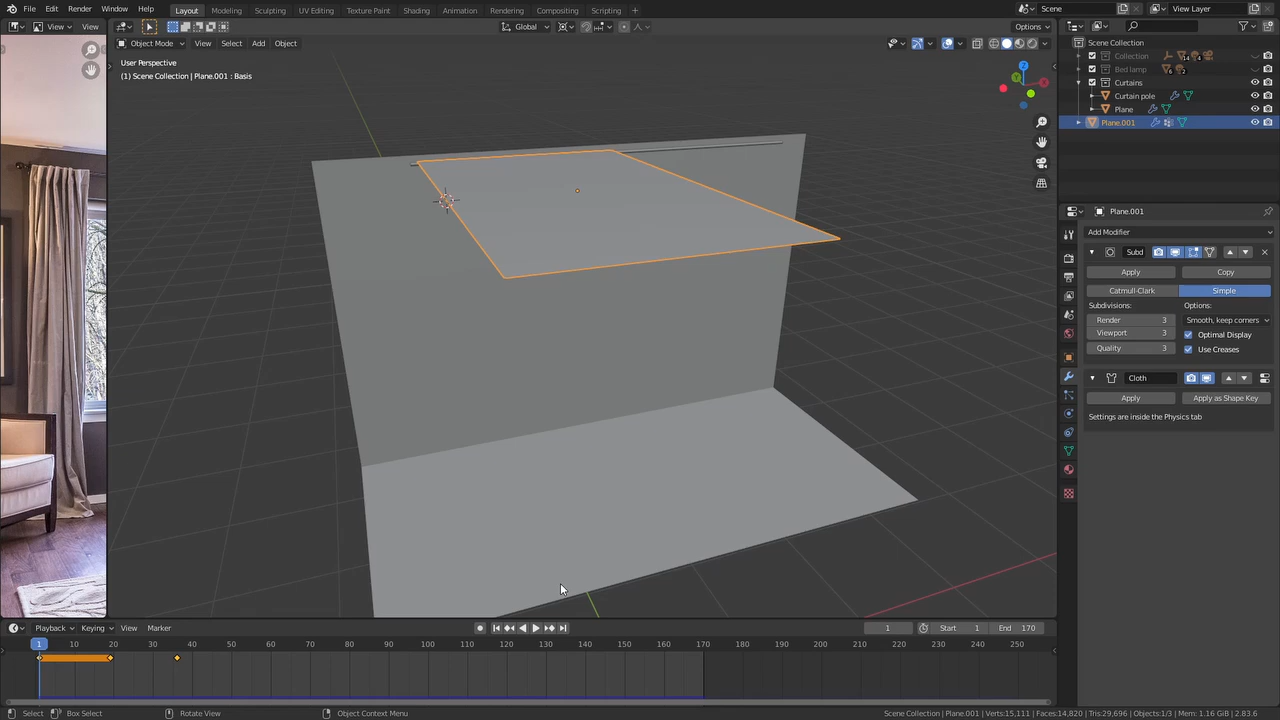 File Edit Render Window Help Layout Modeling Sculpting UV Editing Texture Paint Shading Animation Rendering Compositing Scripting + Scene View Layer
View View Global Options
Object Mode View Select Add Object
User Perspective
(1) Scene Collection | Plane.001 : Basis
Z
Y
X
Scene Collection
Collection 14 4
Bed lamp 6 2
Curtains
Curtain pole
Plane
Plane.001
Plane.001
Add Modifier
Subd
Apply Copy
Catmull-Clark Simple
Subdivisions: Options:
Render 3 Smooth, keep corners
Viewport 3 Optimal Display
Quality 3 Use Creases
Cloth
Apply Apply as Shape Key
Settings are inside the Physics tab
Playback Keying View Marker 1 Start 1 End 170
1 10 20 30 40 50 60 70 80 90 100 110 120 130 140 150 160 170 180 190 200 210 220 230 240 250
Select Box Select Rotate View Object Context Menu Scene Collection | Plane.001 | Verts:15,111 | Faces:14,820 | Tris:29,696 | Objects:1/3 | Mem: 1.16 GiB | 2.83.6